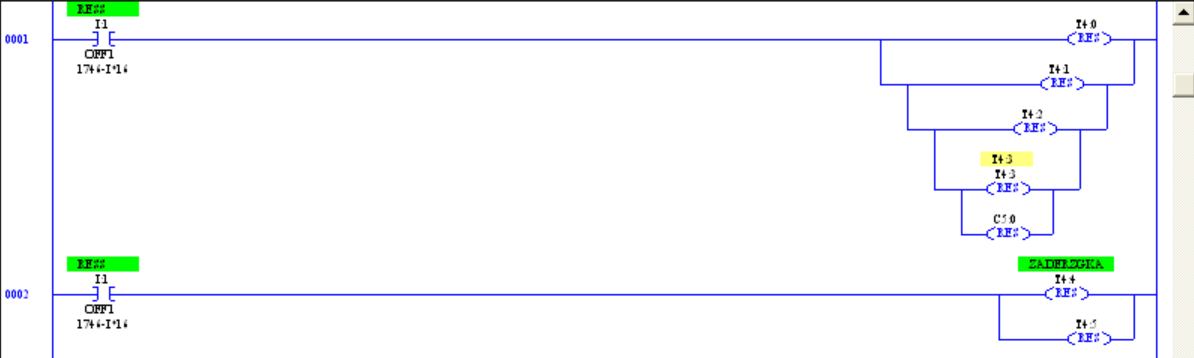 RES
I:1
0001
OFF1
1746-I*16
T4:0
RES
T4:1
RES
T4:2
RES
T4:3
T4:3
RES
C5:0
RES
RES
I:1
0002
OFF1
1746-I*16
ZADERZGKA
T4:4
RES
T4:5
RES